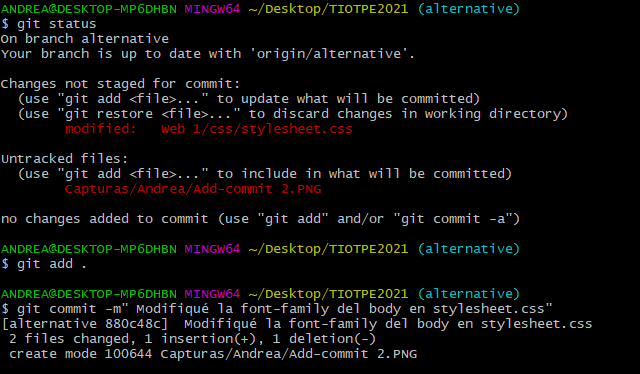 ANDREA@DESKTOP-MP6DHBN MINGW64 ~/Desktop/TIOTPE2021 (alternative)
$ git status
On branch alternative
Your branch is up to date with 'origin/alternative'.
Changes not staged for commit:
(use "git add <file>..." to update what will be committed)
(use "git restore <file>..." to discard changes in working directory)
modified: Web 1/css/stylesheet.css
Untracked files:
(use "git add <file>..." to include in what will be committed)
Capturas/Andrea/Add-commit 2.PNG
no changes added to commit (use "git add" and/or "git commit -a")
ANDREA@DESKTOP-MP6DHBN MINGW64 ~/Desktop/TIOTPE2021 (alternative)
$ git add .
ANDREA@DESKTOP-MP6DHBN MINGW64 ~/Desktop/TIOTPE2021 (alternative)
$ git commit -m" Modifiqué la font-family del body en stylesheet.css"
[alternative 880c48c]  Modifiqué la font-family del body en stylesheet.css
2 files changed, 1 insertion(+), 1 deletion(-)
create mode 100644 Capturas/Andrea/Add-commit 2.PNG